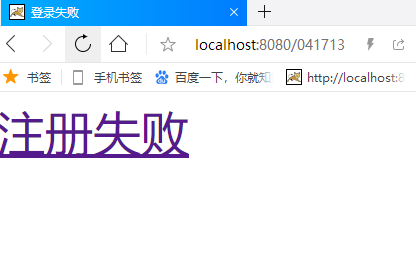 登录失败
localhost:8080/041713
书签 手机书签 百度一下，你就知 http://localhost:8
注册失败